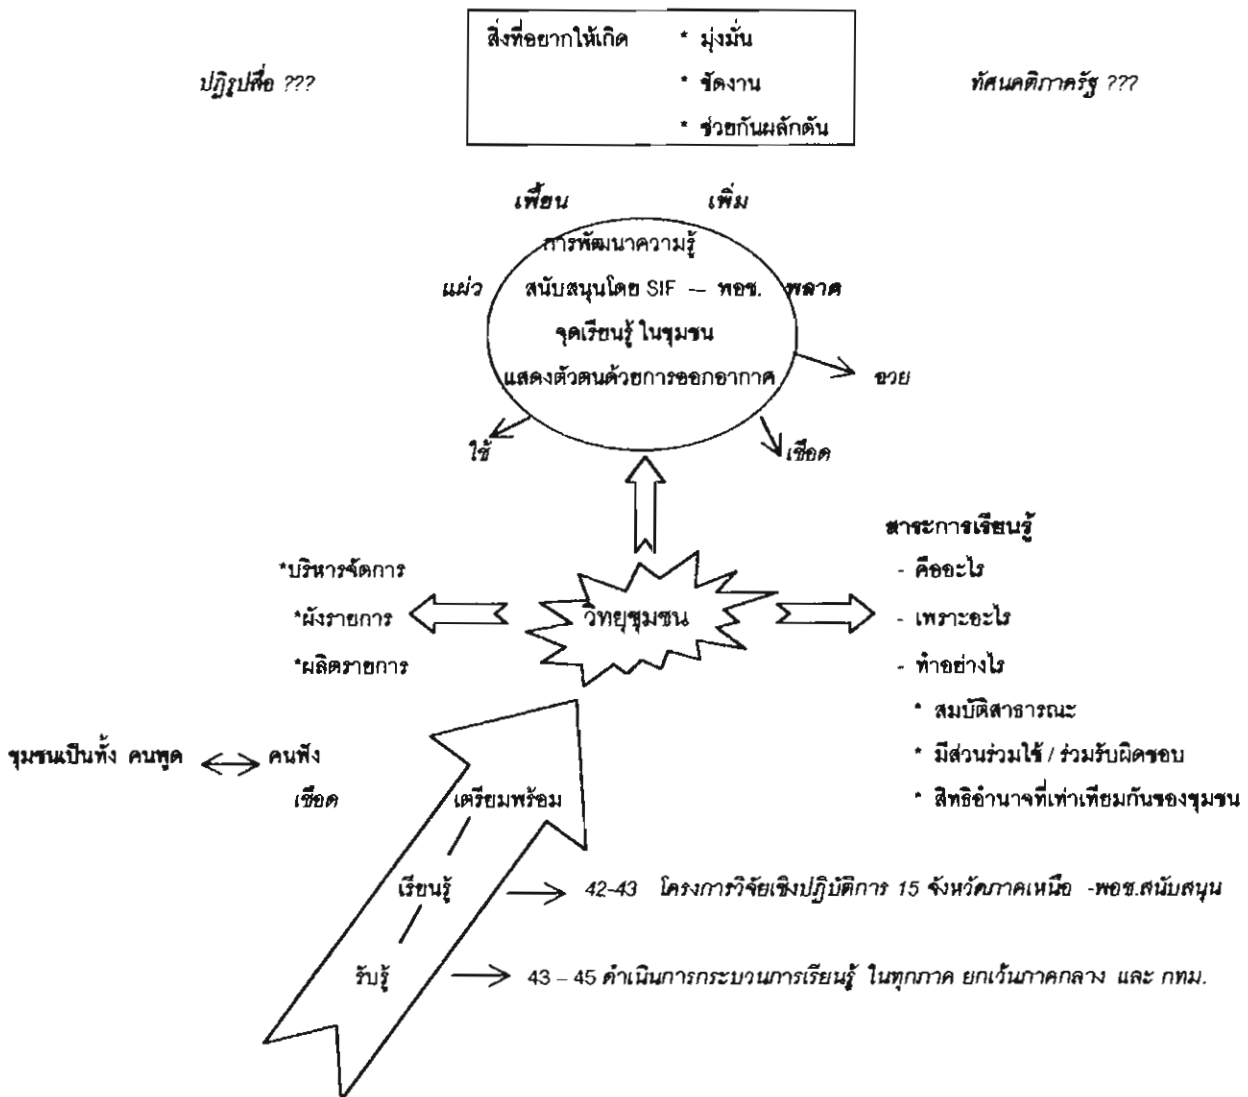 สิ่งที่อยากให้เกิด * มุ่งมั่น
ปฏิรูปสื่อ ??? * ชัดงาน ทัศนคติภาครัฐ ???
* ช่วยกันผลักดัน
เพี้ยน เพิ่ม
การพัฒนาความรู้
แผ่ว สนับสนุนโดย SIF — พอช. พลาด
จุดเรียนรู้ ในชุมชน
แสดงตัวตนด้วยการออกอากาศ อวย
ใช้ เชือด
สาระการเรียนรู้
*บริหารจัดการ - คืออะไร
*ผังรายการ วิทยุชุมชน - เพราะอะไร
*ผลิตรายการ - ทำอย่างไร
* สมบัติสาธารณะ
ชุมชนเป็นทั้ง คนพูด คนฟัง * มีส่วนร่วมใช้ / ร่วมรับผิดชอบ
เชือด เตรียมพร้อม * สิทธิอำนาจที่เท่าเทียมกันของชุมชน
เรียนรู้ 42-43 โครงการวิจัยเชิงปฏิบัติการ 15 จังหวัดภาคเหนือ -พอช.สนับสนุน
รับรู้ 43 – 45 ดำเนินการกระบวนการเรียนรู้ ในทุกภาค ยกเว้นภาคกลาง และ กทม.